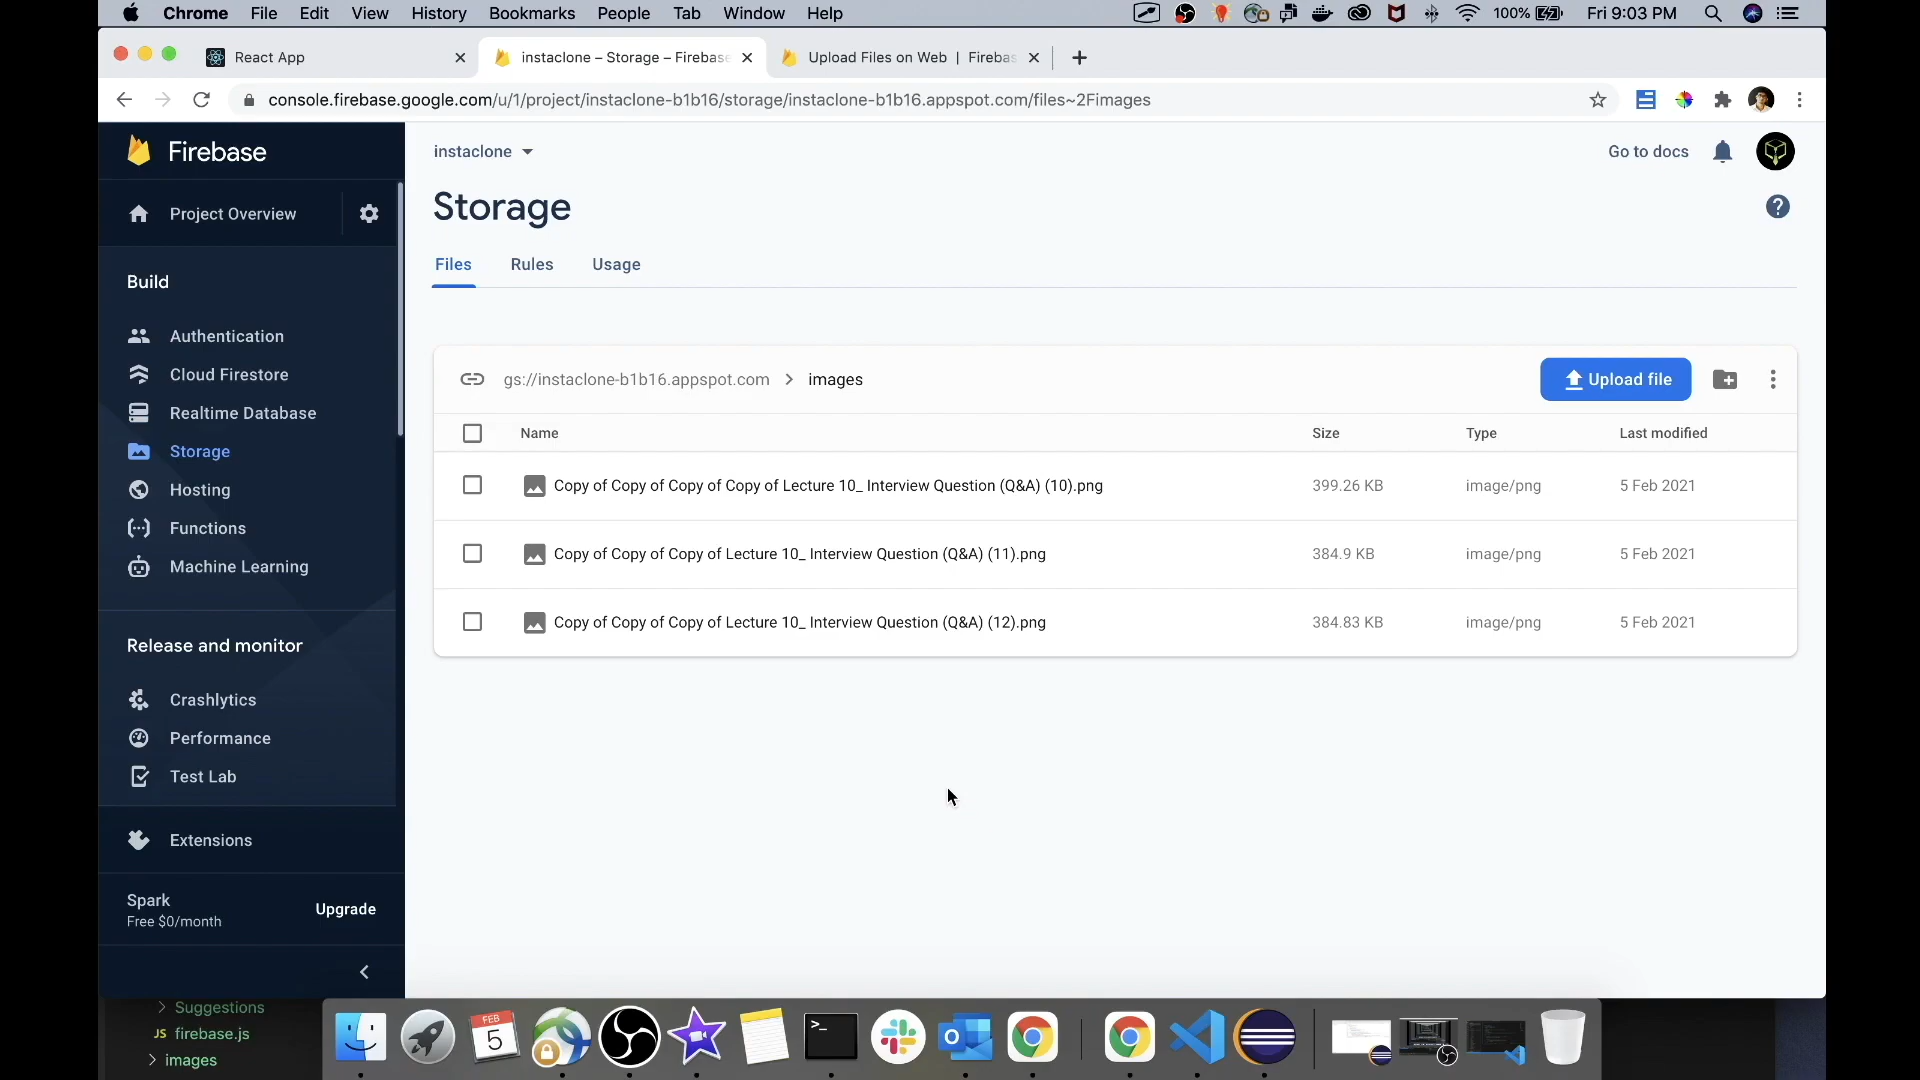 Chrome File Edit View History Bookmarks People Tab Window Help 100% Fri 9:03 PM
React App
instaclone – Storage – Firebase
Upload Files on Web | Firebas
console.firebase.google.com/u/1/project/instaclone-b1b16/storage/instaclone-b1b16.appspot.com/files~2Fimages
Firebase
instaclone
Go to docs
Project Overview
Storage
Files Rules Usage
Build
Authentication
Cloud Firestore
Realtime Database
Storage
Hosting
Functions
Machine Learning
gs://instaclone-b1b16.appspot.com > images
Upload file
Name Size Type Last modified
Copy of Copy of Copy of Copy of Lecture 10_ Interview Question (Q&A) (10).png 399.26 KB image/png 5 Feb 2021
Copy of Copy of Copy of Lecture 10_ Interview Question (Q&A) (11).png 384.9 KB image/png 5 Feb 2021
Copy of Copy of Copy of Lecture 10_ Interview Question (Q&A) (12).png 384.83 KB image/png 5 Feb 2021
Release and monitor
Crashlytics
Performance
Test Lab
Extensions
Spark
Free $0/month
Upgrade
Suggestions
JS firebase.js
images
FEB
5